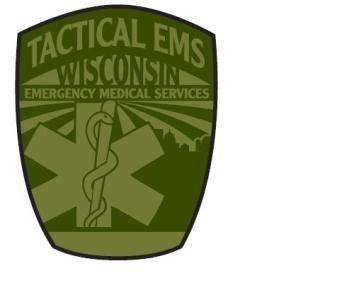 TACTICAL EMS
WISCONSIN
EMERGENCY MEDICAL SERVICES